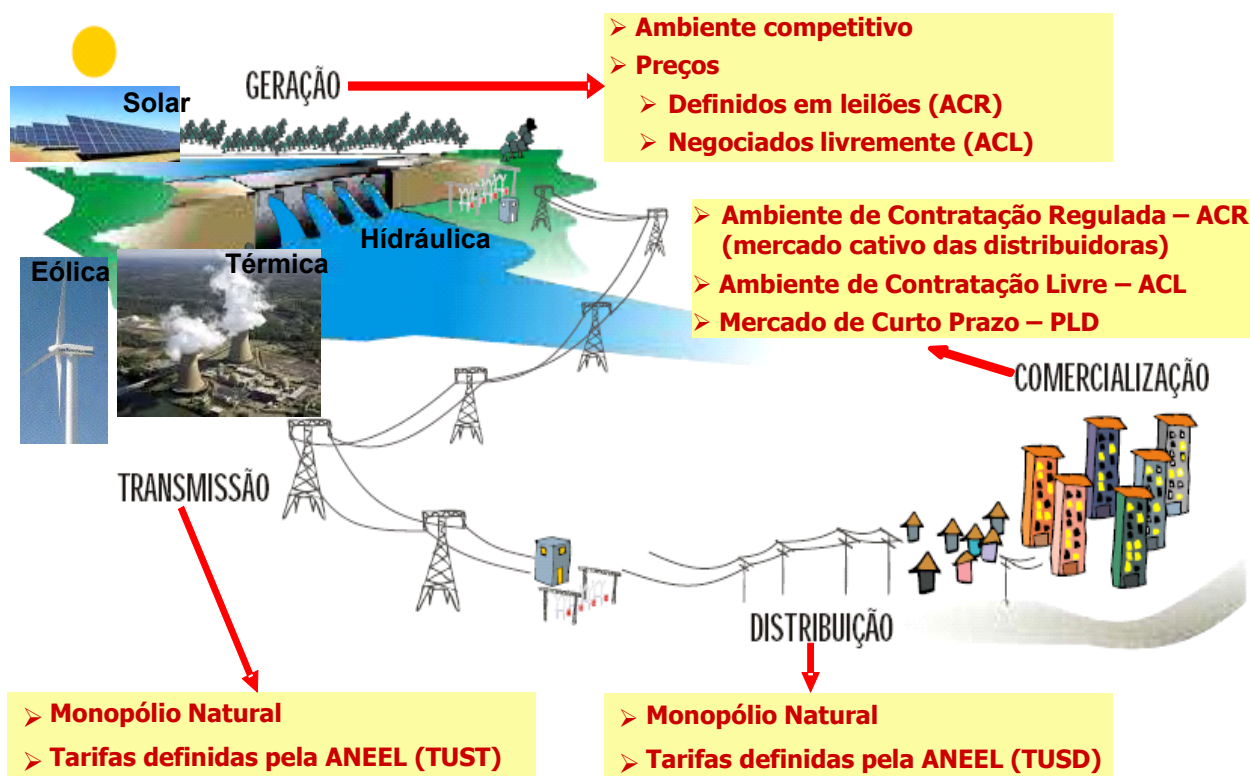 ➢ Ambiente competitivo
➢ Preços
➢ Definidos em leilões (ACR)
➢ Negociados livremente (ACL)
GERAÇÃO
Solar
Hídráulica
Térmica
Eólica
➢ Ambiente de Contratação Regulada – ACR
(mercado cativo das distribuidoras)
➢ Ambiente de Contratação Livre – ACL
➢ Mercado de Curto Prazo – PLD
COMERCIALIZAÇÃO
TRANSMISSÃO
DISTRIBUIÇÃO
➢ Monopólio Natural
➢ Tarifas definidas pela ANEEL (TUST)
➢ Monopólio Natural
➢ Tarifas definidas pela ANEEL (TUSD)